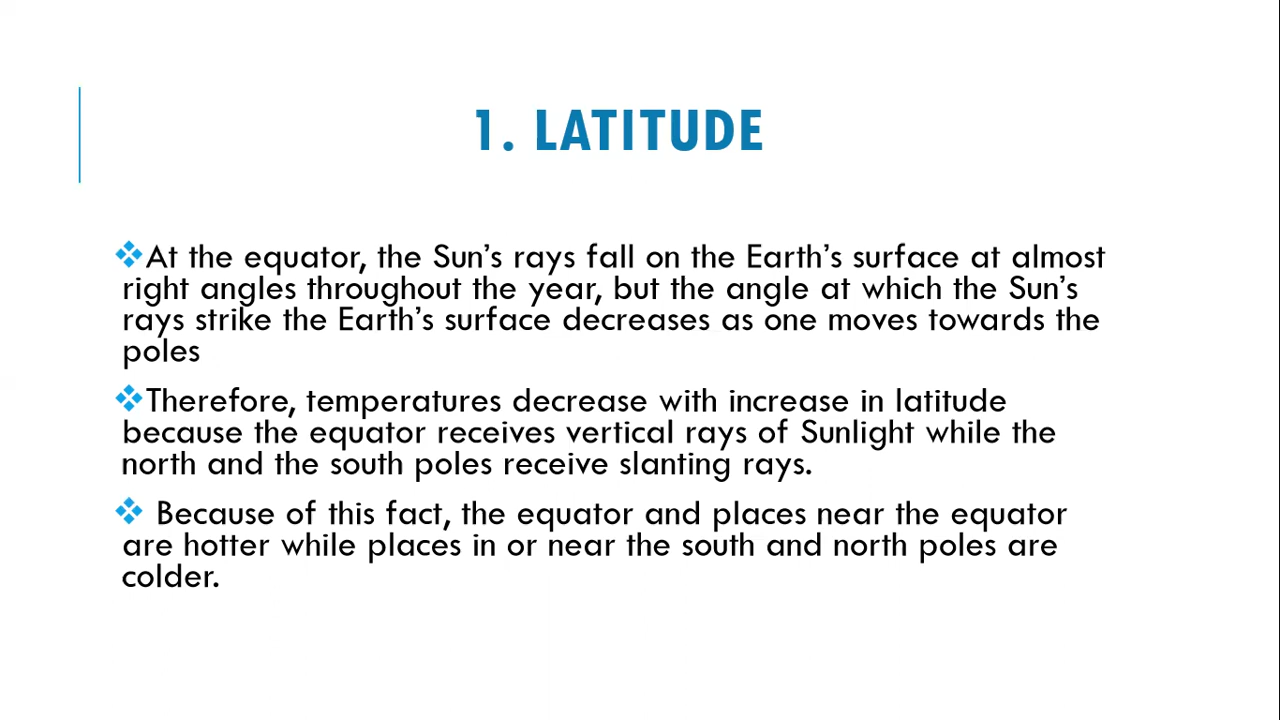 1. LATITUDE
❖At the equator, the Sun’s rays fall on the Earth’s surface at almost
right angles throughout the year, but the angle at which the Sun’s
rays strike the Earth’s surface decreases as one moves towards the
poles
❖Therefore, temperatures decrease with increase in latitude
because the equator receives vertical rays of Sunlight while the
north and the south poles receive slanting rays.
❖ Because of this fact, the equator and places near the equator
are hotter while places in or near the south and north poles are
colder.